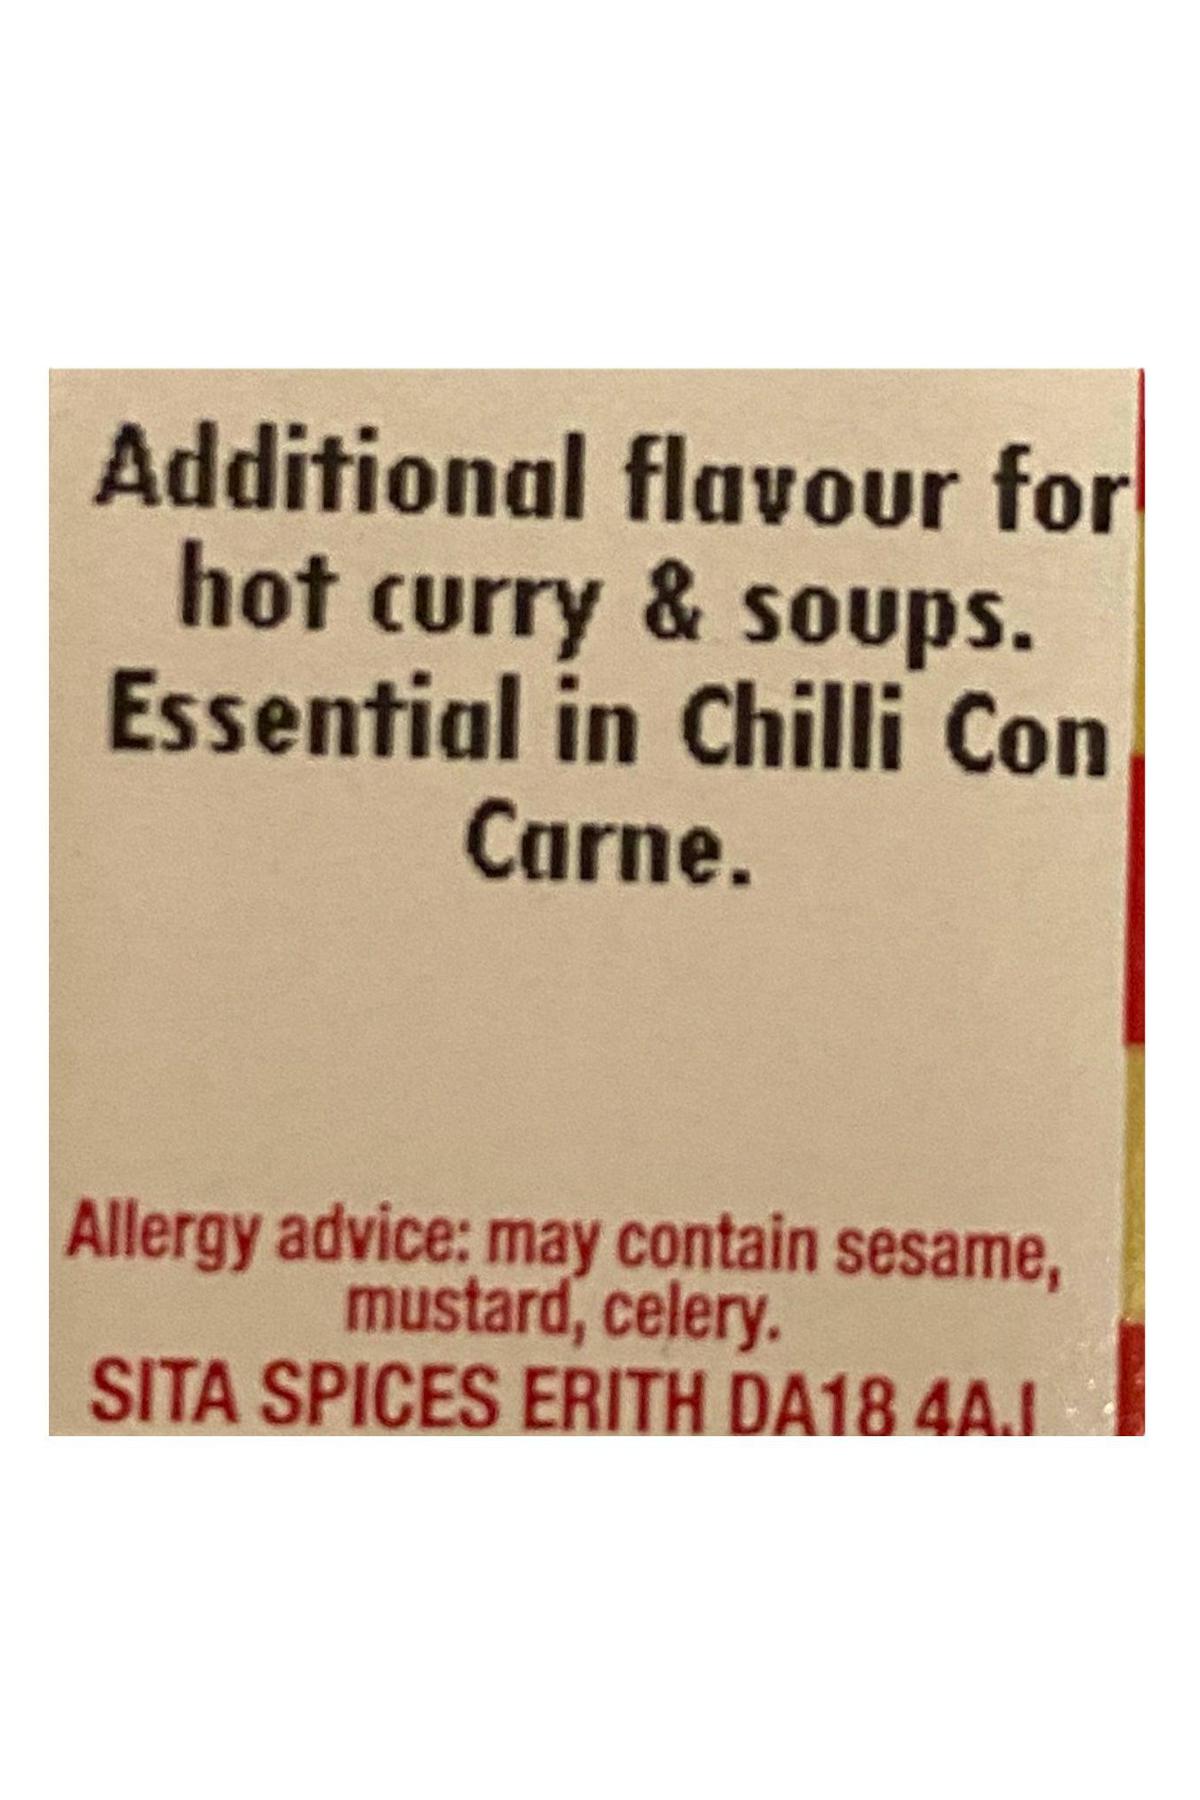 Additional flavour for
hot curry & soups.
Essential in Chilli Con
Carne.
Allergy advice: may contain sesame,
mustard, celery.
SITA SPICES ERITH DA18 4AJ